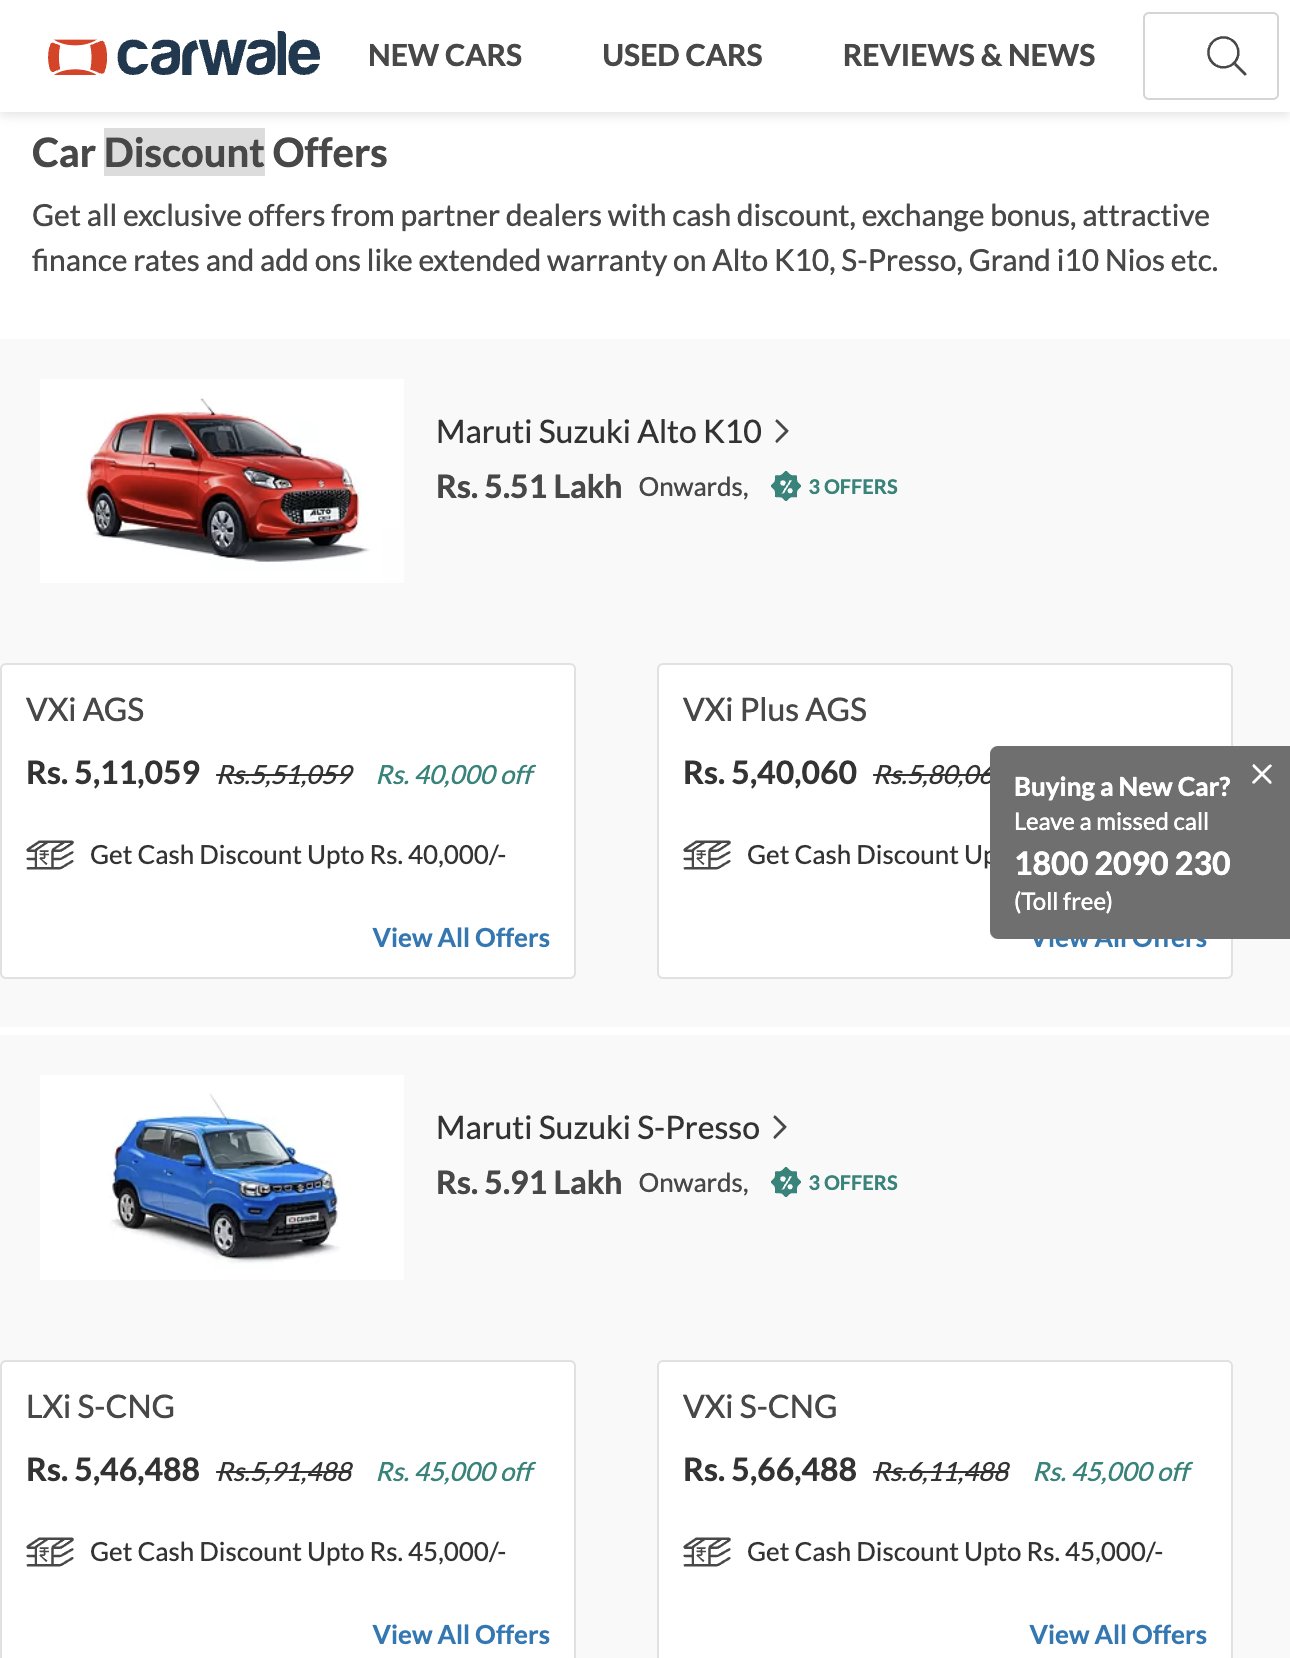 carwale NEW CARS USED CARS REVIEWS & NEWS
Car Discount Offers
Get all exclusive offers from partner dealers with cash discount, exchange bonus, attractive
finance rates and add ons like extended warranty on Alto K10, S-Presso, Grand i10 Nios etc.
Maruti Suzuki Alto K10
Rs. 5.51 Lakh Onwards, 3 OFFERS
ALTO
VXi AGS
Rs. 5,11,059 Rs.5,51,059 Rs. 40,000 off
Get Cash Discount Upto Rs. 40,000/-
View All Offers
VXi Plus AGS
Rs. 5,40,060 Rs.5,80,06
Get Cash Discount Up
View All Offers
Buying a New Car?
Leave a missed call
1800 2090 230
(Toll free)
Maruti Suzuki S-Presso
Rs. 5.91 Lakh Onwards, 3 OFFERS
carwale
LXi S-CNG
Rs. 5,46,488 Rs.5,91,488 Rs. 45,000 off
Get Cash Discount Upto Rs. 45,000/-
View All Offers
VXi S-CNG
Rs. 5,66,488 Rs.6,11,488 Rs. 45,000 off
Get Cash Discount Upto Rs. 45,000/-
View All Offers